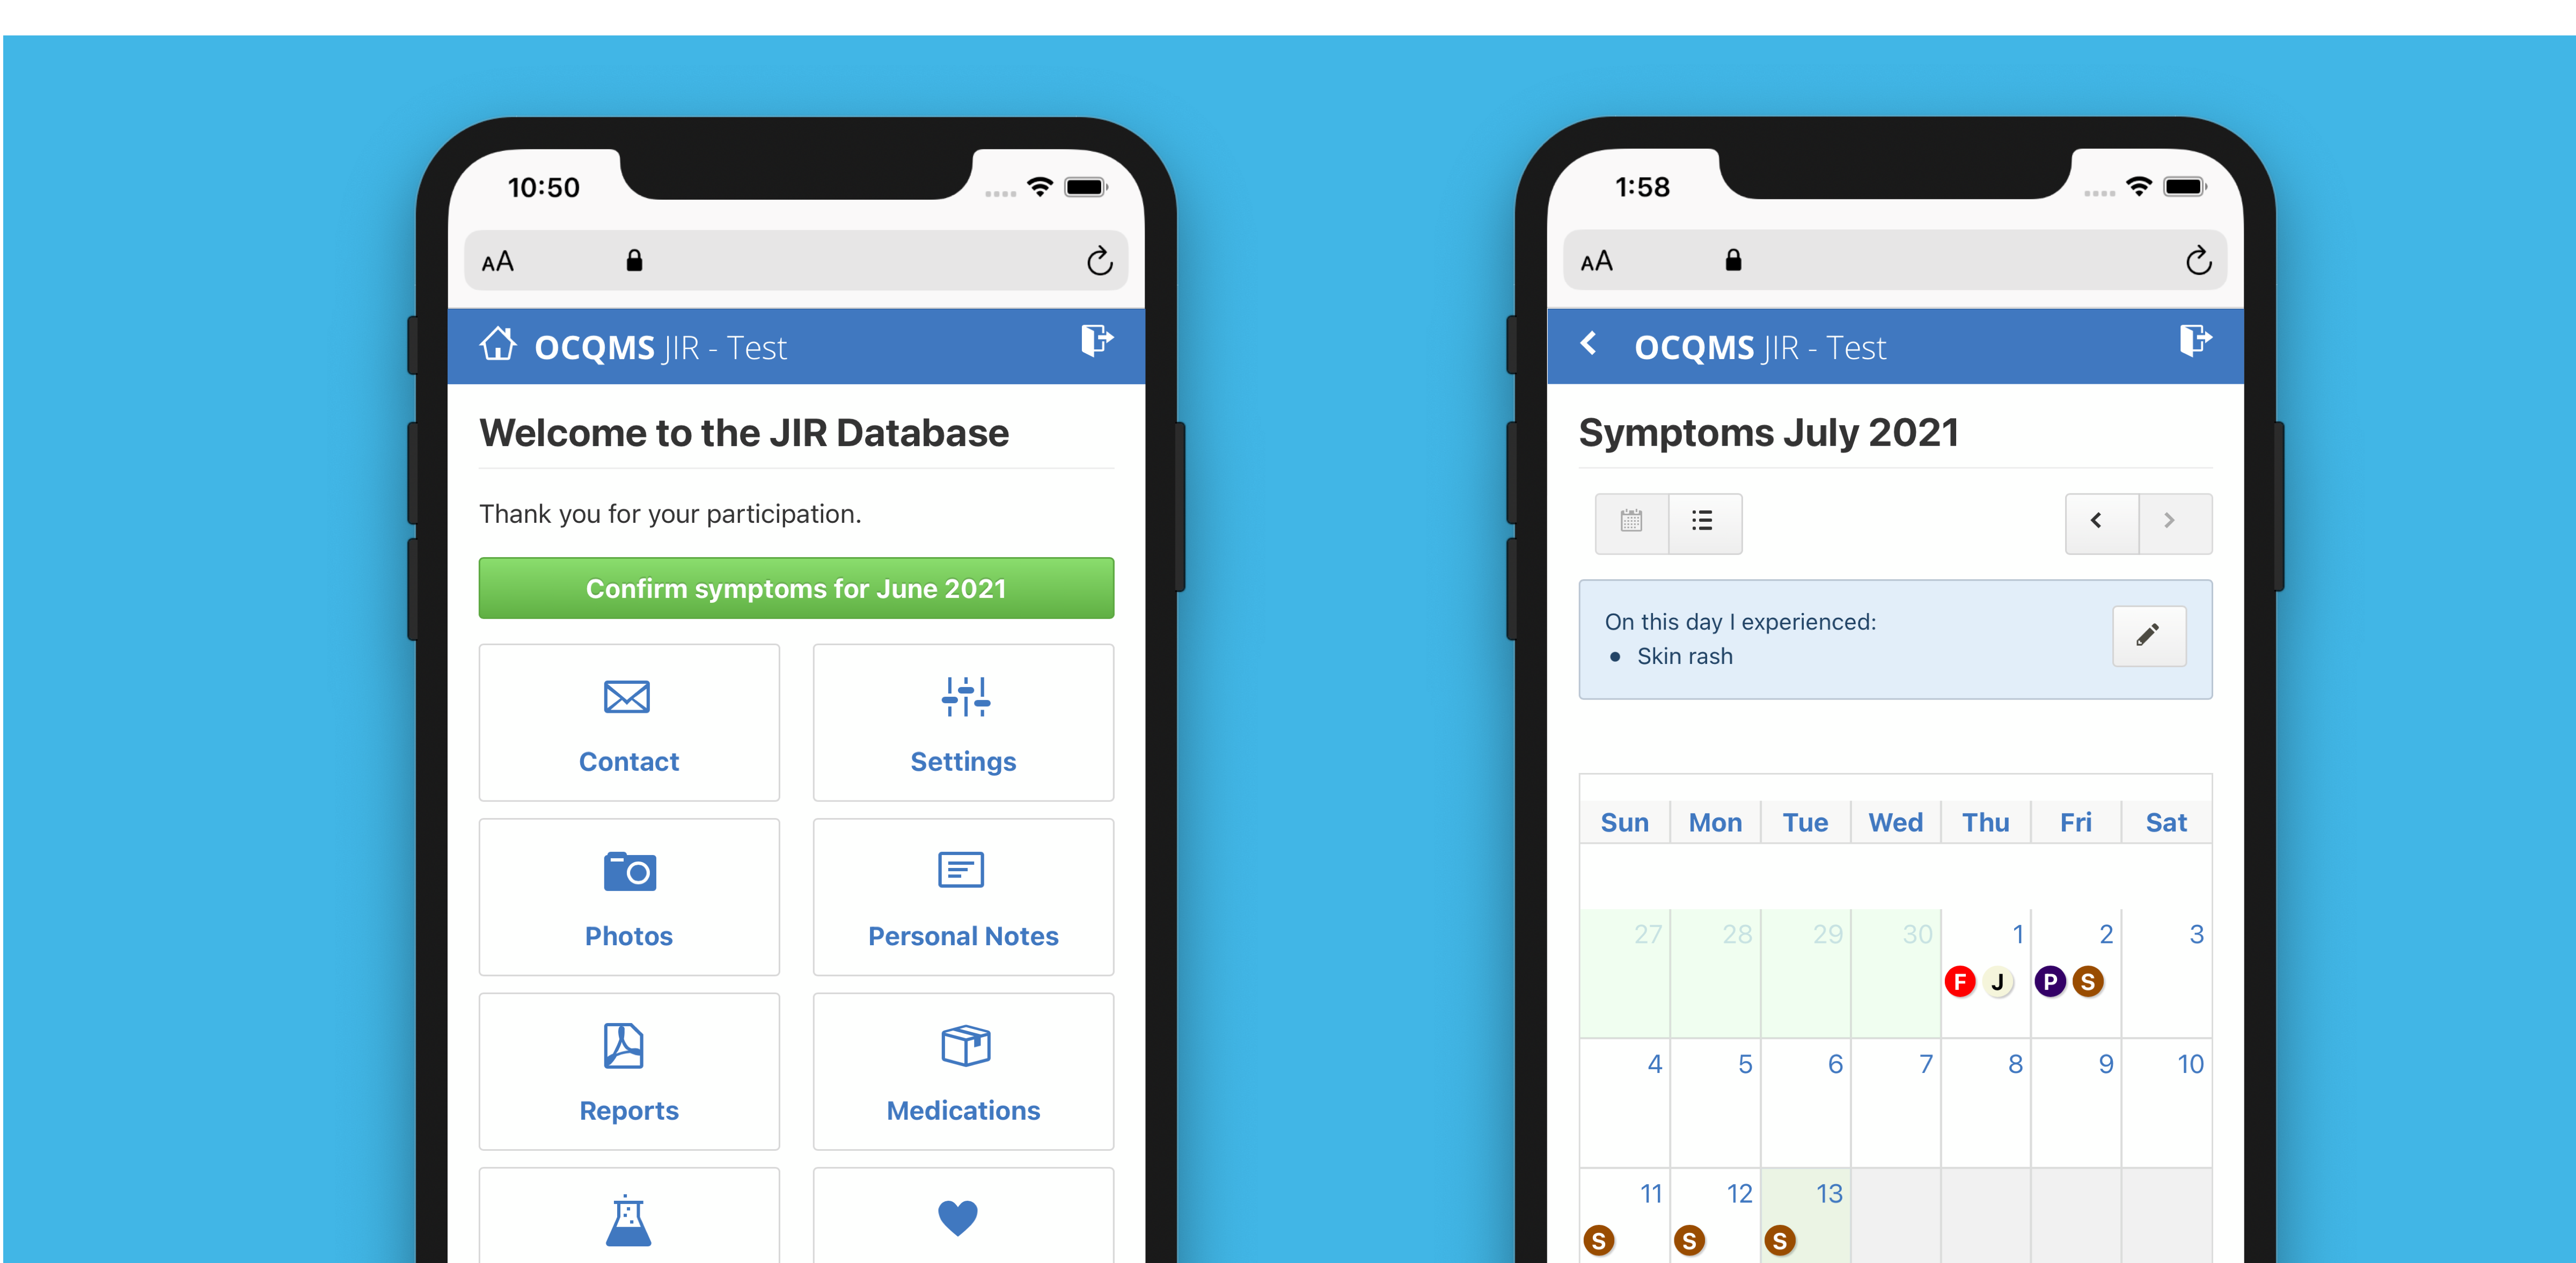 10:50
AA
OCQMS JIR - Test
Welcome to the JIR Database
Thank you for your participation.
Confirm symptoms for June 2021
Contact
Settings
Photos
Personal Notes
Reports
Medications
1:58
AA
OCQMS JIR - Test
Symptoms July 2021
On this day I experienced:
• Skin rash
Sun Mon Tue Wed Thu Fri Sat
27 28 29 30 1 2 3
F J P S
4 5 6 7 8 9 10
11 12 13
S S S